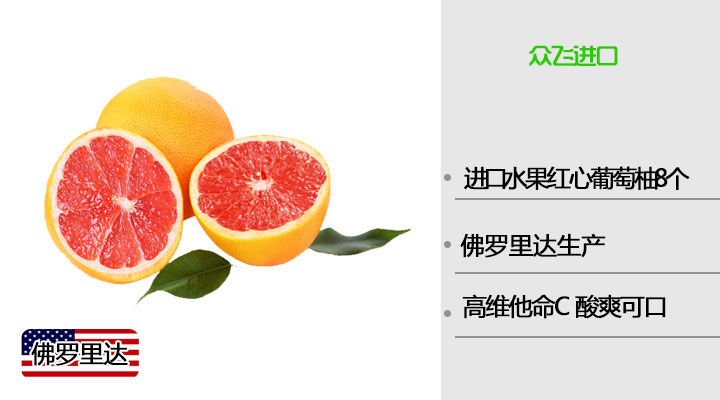 众飞进口
进口水果红心葡萄柚8个
佛罗里达生产
高维他命C 酸爽可口
佛罗里达